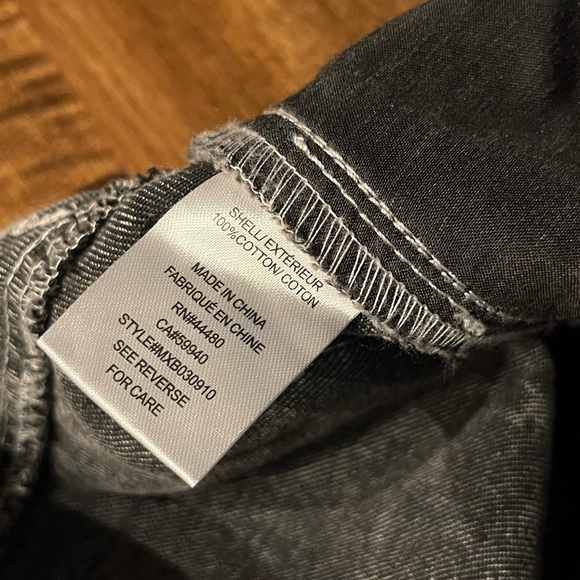 SHELL/ EXTÉRIEUR
100%COTTON/ COTON
MADE IN CHINA
FABRIQUÉ EN CHINE
RN#44480
CA#59940
STYLE#MXB030910
SEE REVERSE
FOR CARE